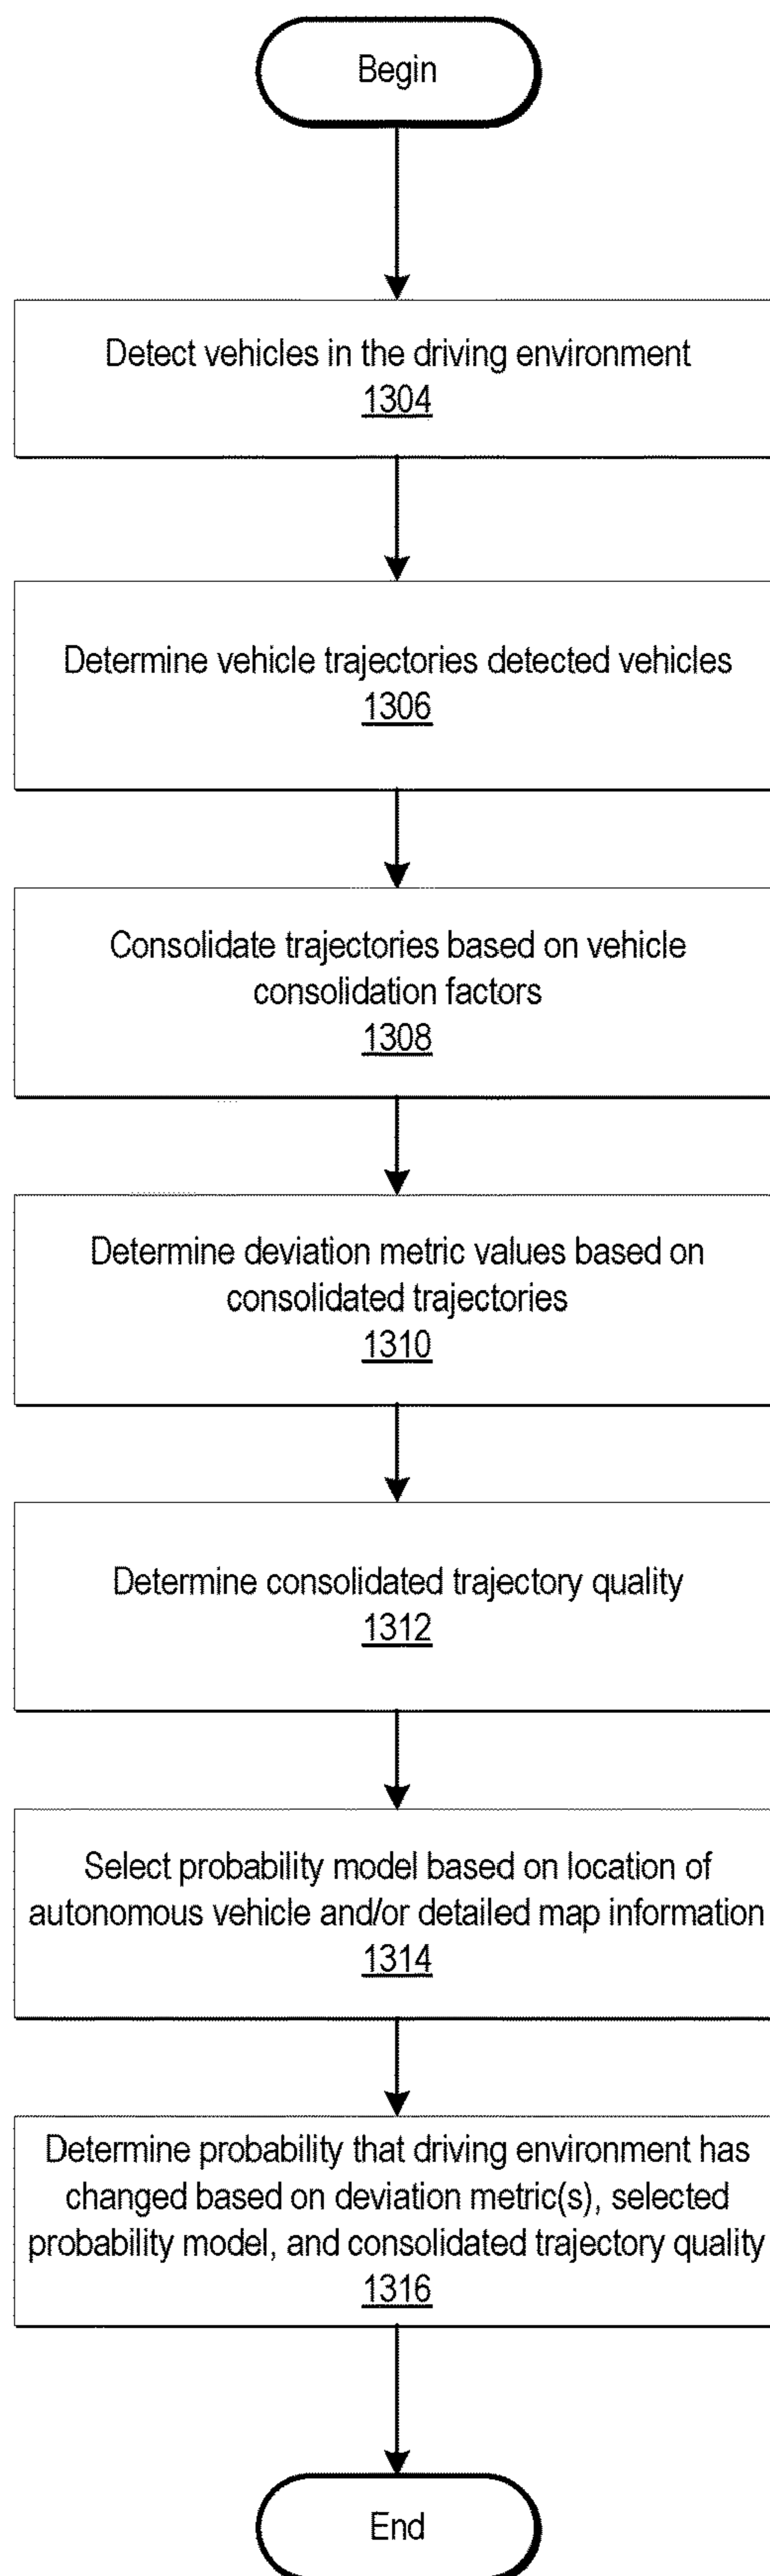 Begin
Detect vehicles in the driving environment
1304
Determine vehicle trajectories detected vehicles
1306
Consolidate trajectories based on vehicle
consolidation factors
1308
Determine deviation metric values based on
consolidated trajectories
1310
Determine consolidated trajectory quality
1312
Select probability model based on location of
autonomous vehicle and/or detailed map information
1314
Determine probability that driving environment has
changed based on deviation metric(s), selected
probability model, and consolidated trajectory quality
1316
End